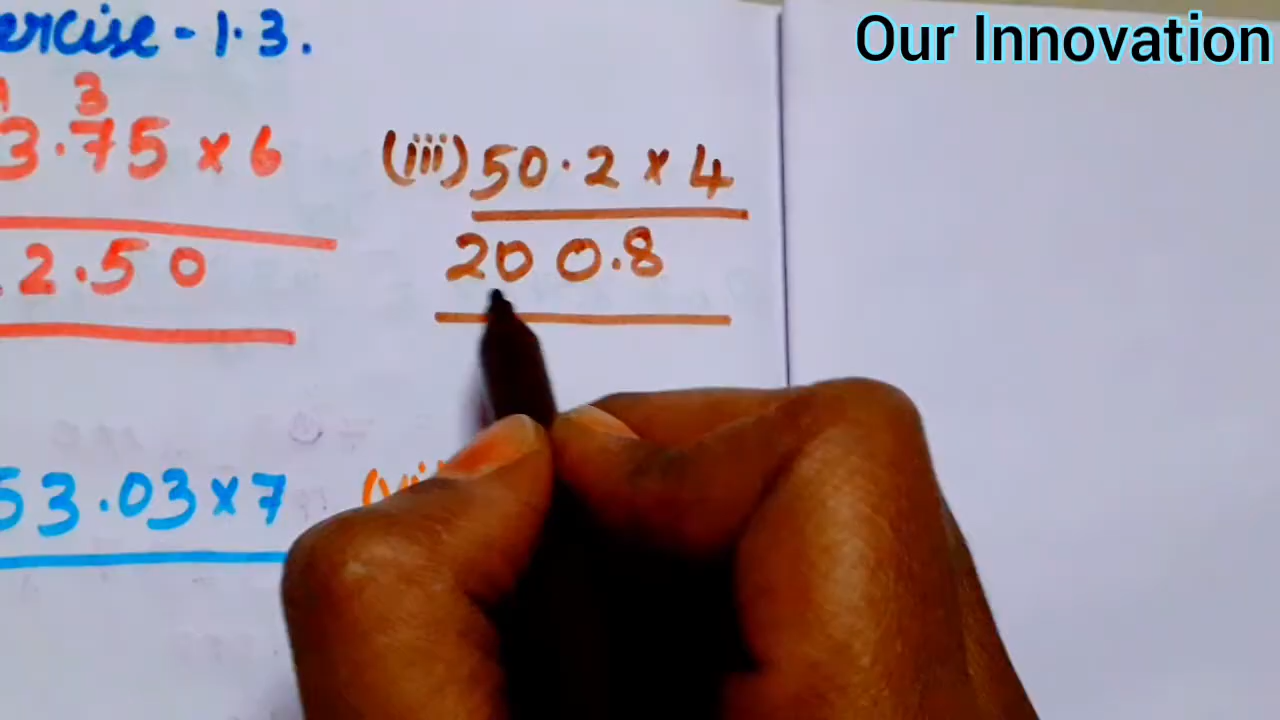 Our Innovation
ercise - 1.3.
3
3.75 × 6
2.50
(iii) 50.2 × 4
200.8
53.03 × 7